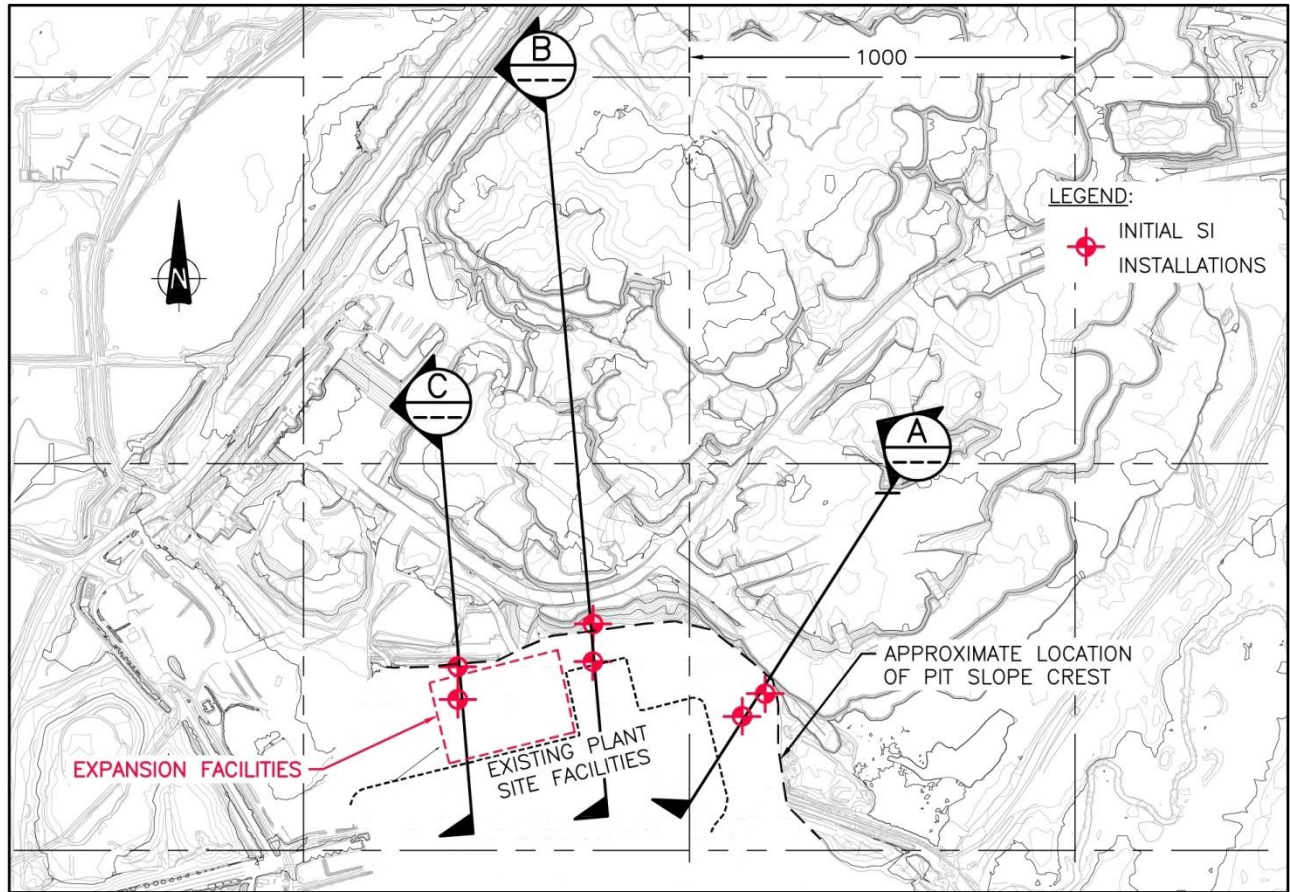 B
1000
LEGEND:
INITIAL SI
INSTALLATIONS
N
C
A
APPROXIMATE LOCATION
OF PIT SLOPE CREST
EXPANSION FACILITIES
EXISTING PLANT
SITE FACILITIES